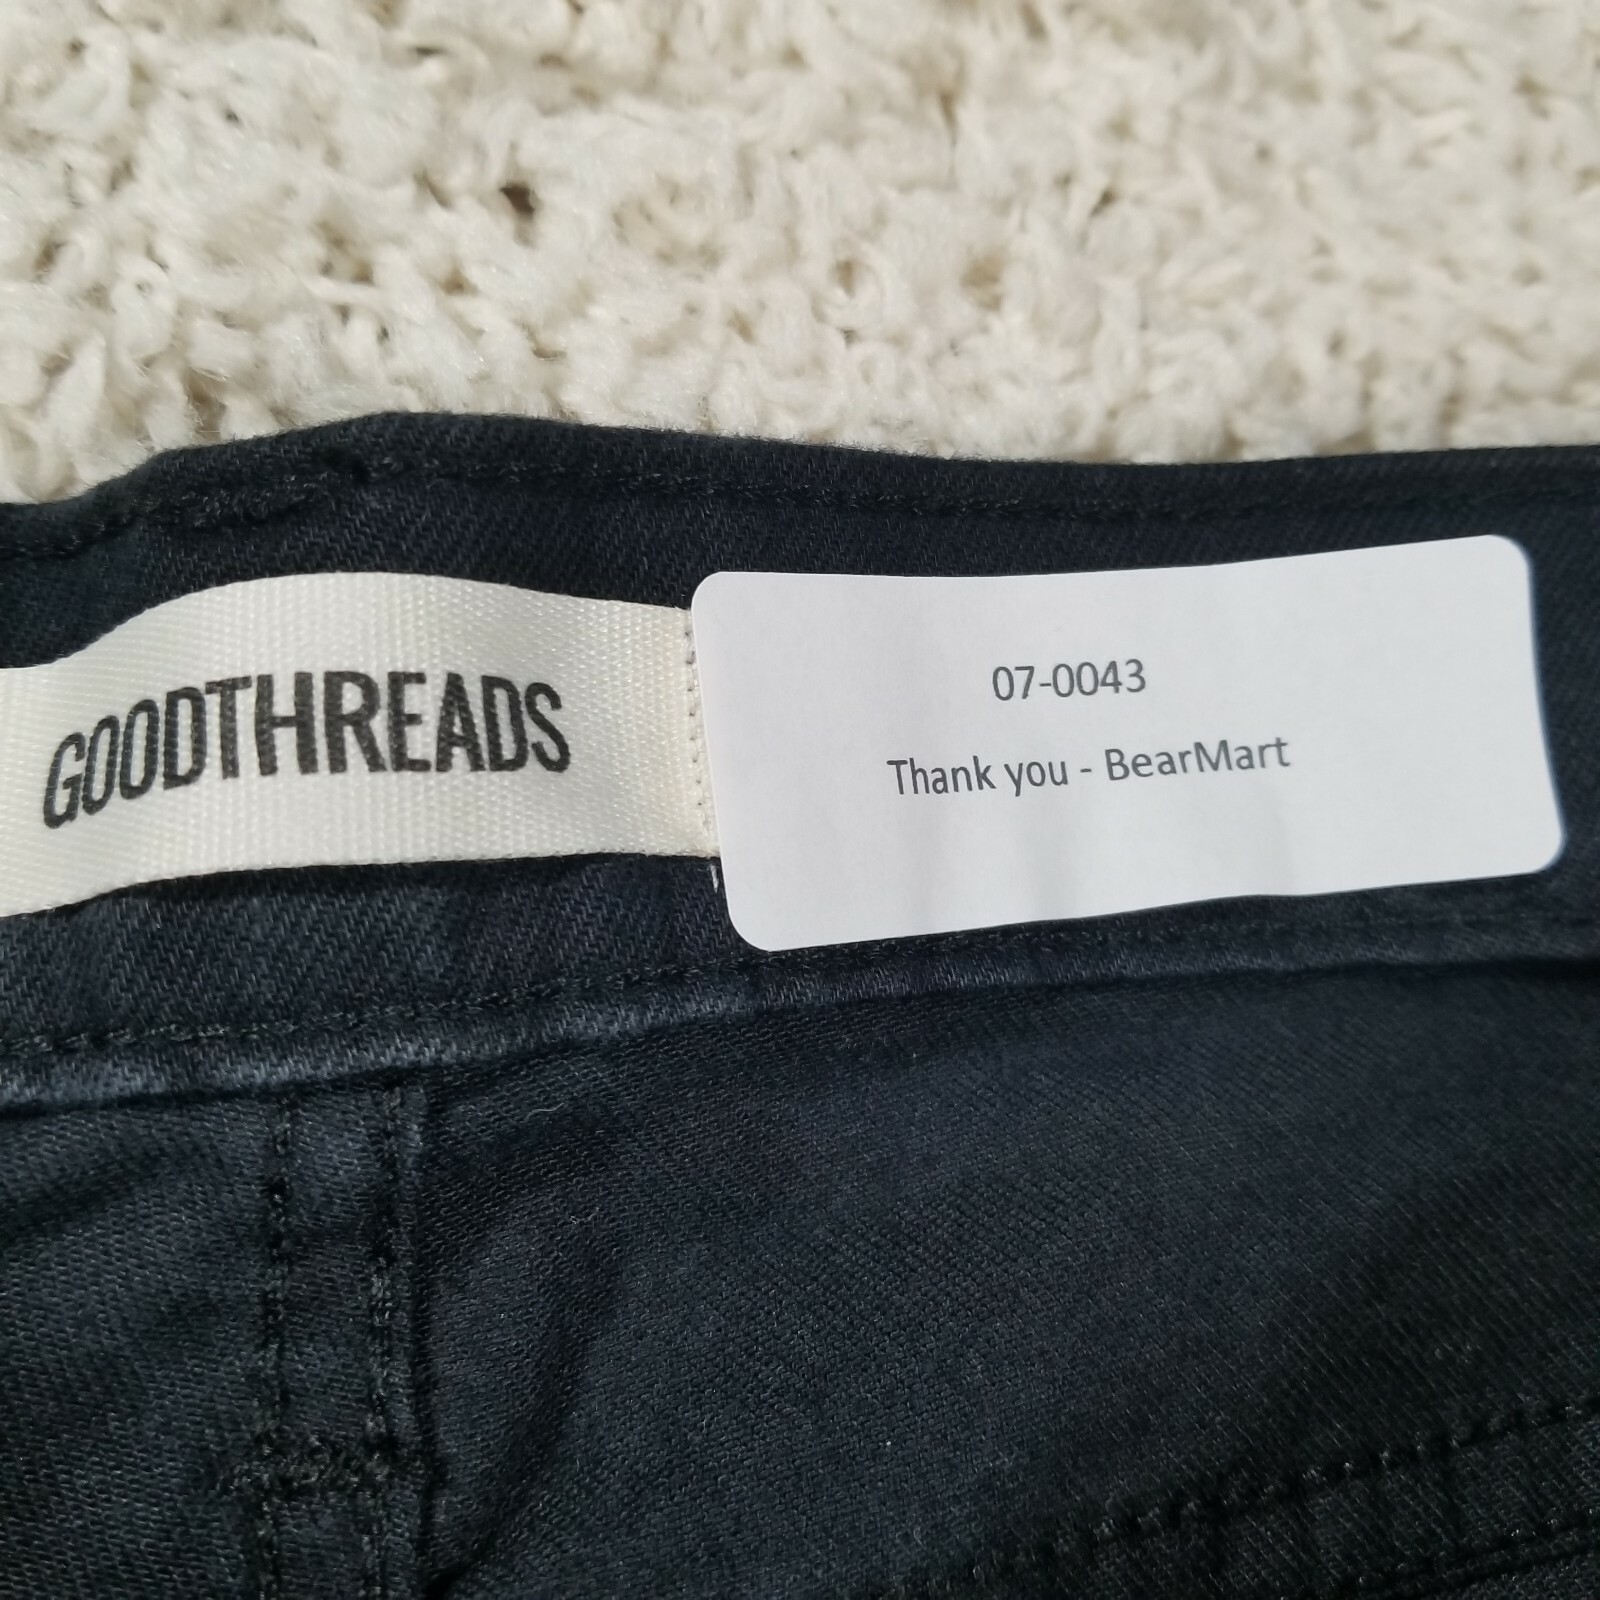 GOODTHREADS
07-0043
Thank you - BearMart